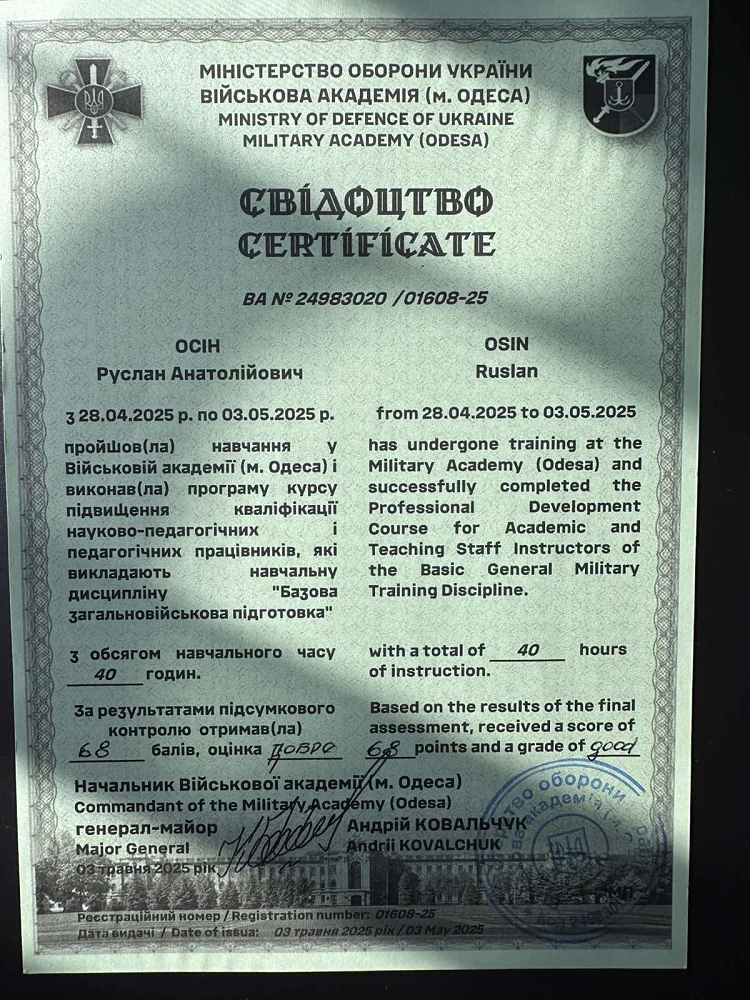 МІНІСТЕРСТВО ОБОРОНИ УКРАЇНИ
ВІЙСЬКОВА АКАДЕМІЯ (м. ОДЕСА)
MINISTRY OF DEFENCE OF UKRAINE
MILITARY ACADEMY (ODESA)
СВІДОЦТВО
CERTIFICATE
ВА № 24983020 /01608-25
ОСІН
Руслан Анатолійович
з 28.04.2025 р. по 03.05.2025 р.
пройшов(ла) навчання у
Військовій академії (м. Одеса) і
виконав(ла) програму курсу
підвищення кваліфікації
науково-педагогічних і
педагогічних працівників, які
викладають навчальну
дисципліну "Базова
загальновійськова підготовка"
з обсягом навчального часу
40 годин.
За результатами підсумкового
контролю отримав(ла)
68 балів, оцінка добре
OSIN
Ruslan
from 28.04.2025 to 03.05.2025
has undergone training at the
Military Academy (Odesa) and
successfully completed the
Professional Development
Course for Academic and
Teaching Staff Instructors of
the Basic General Military
Training Discipline.
with a total of 40 hours
of instruction.
Based on the results of the final
assessment, received a score of
68 points and a grade of good
Начальник Військової академії (м. Одеса)
Commandant of the Military Academy (Odesa)
генерал-майор Андрій КОВАЛЬЧУК
Major General Andrii KOVALCHUK
03 травня 2025 рік
МП
Реєстраційний номер / Registration number: 01608-25
Дата видачі / Date of issue: 03 травня 2025 рік / 03 May 2025